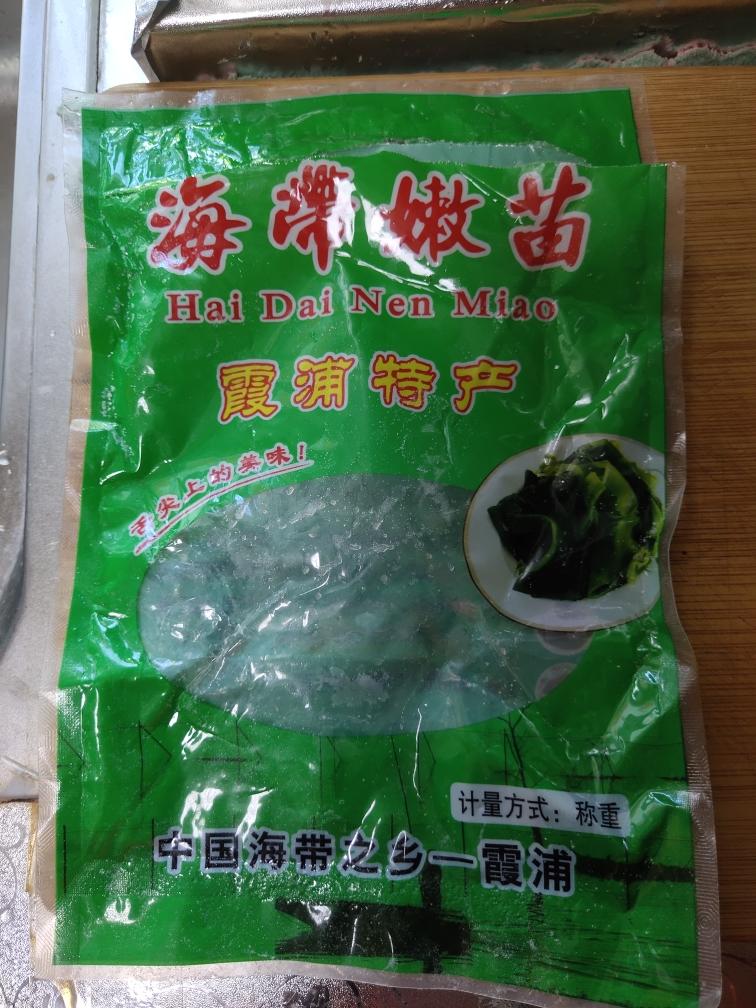 海带嫩苗
Hai Dai Nen Miao
霞浦特产
舌尖上的美味！
计量方式：称重
中国海带之乡—霞浦